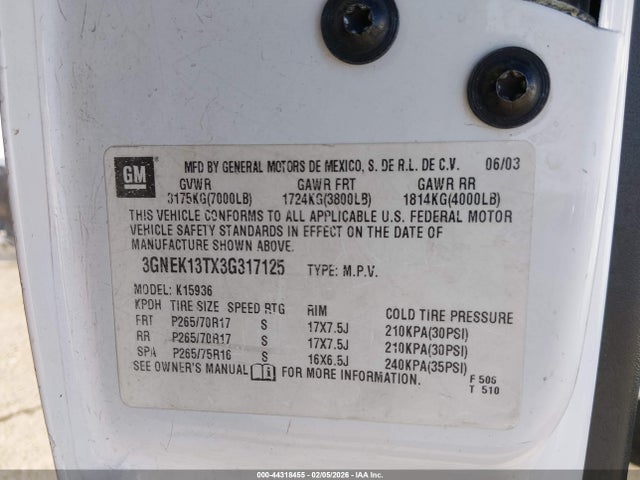 GM
MFD BY GENERAL MOTORS DE MEXICO, S. DE R.L. DE C.V. 06/03
GVWR GAWR FRT GAWR RR
3175KG(7000LB) 1724KG(3800LB) 1814KG(4000LB)
THIS VEHICLE CONFORMS TO ALL APPLICABLE U.S. FEDERAL MOTOR
VEHICLE SAFETY STANDARDS IN EFFECT ON THE DATE OF
MANUFACTURE SHOWN ABOVE.
3GNEK13TX3G317125 TYPE: M.P.V.
MODEL: K15936
KPDH TIRE SIZE SPEED RTG RIM COLD TIRE PRESSURE
FRT P265/70R17 S 17X7.5J 210KPA(30PSI)
RR P265/70R17 S 17X7.5J 210KPA(30PSI)
SPA P265/75R16 S 16X6.5J 240KPA(35PSI)
SEE OWNER'S MANUAL FOR MORE INFORMATION.
F 505
T 510
000-44318455 - 02/05/2026 - IAAI, Inc.